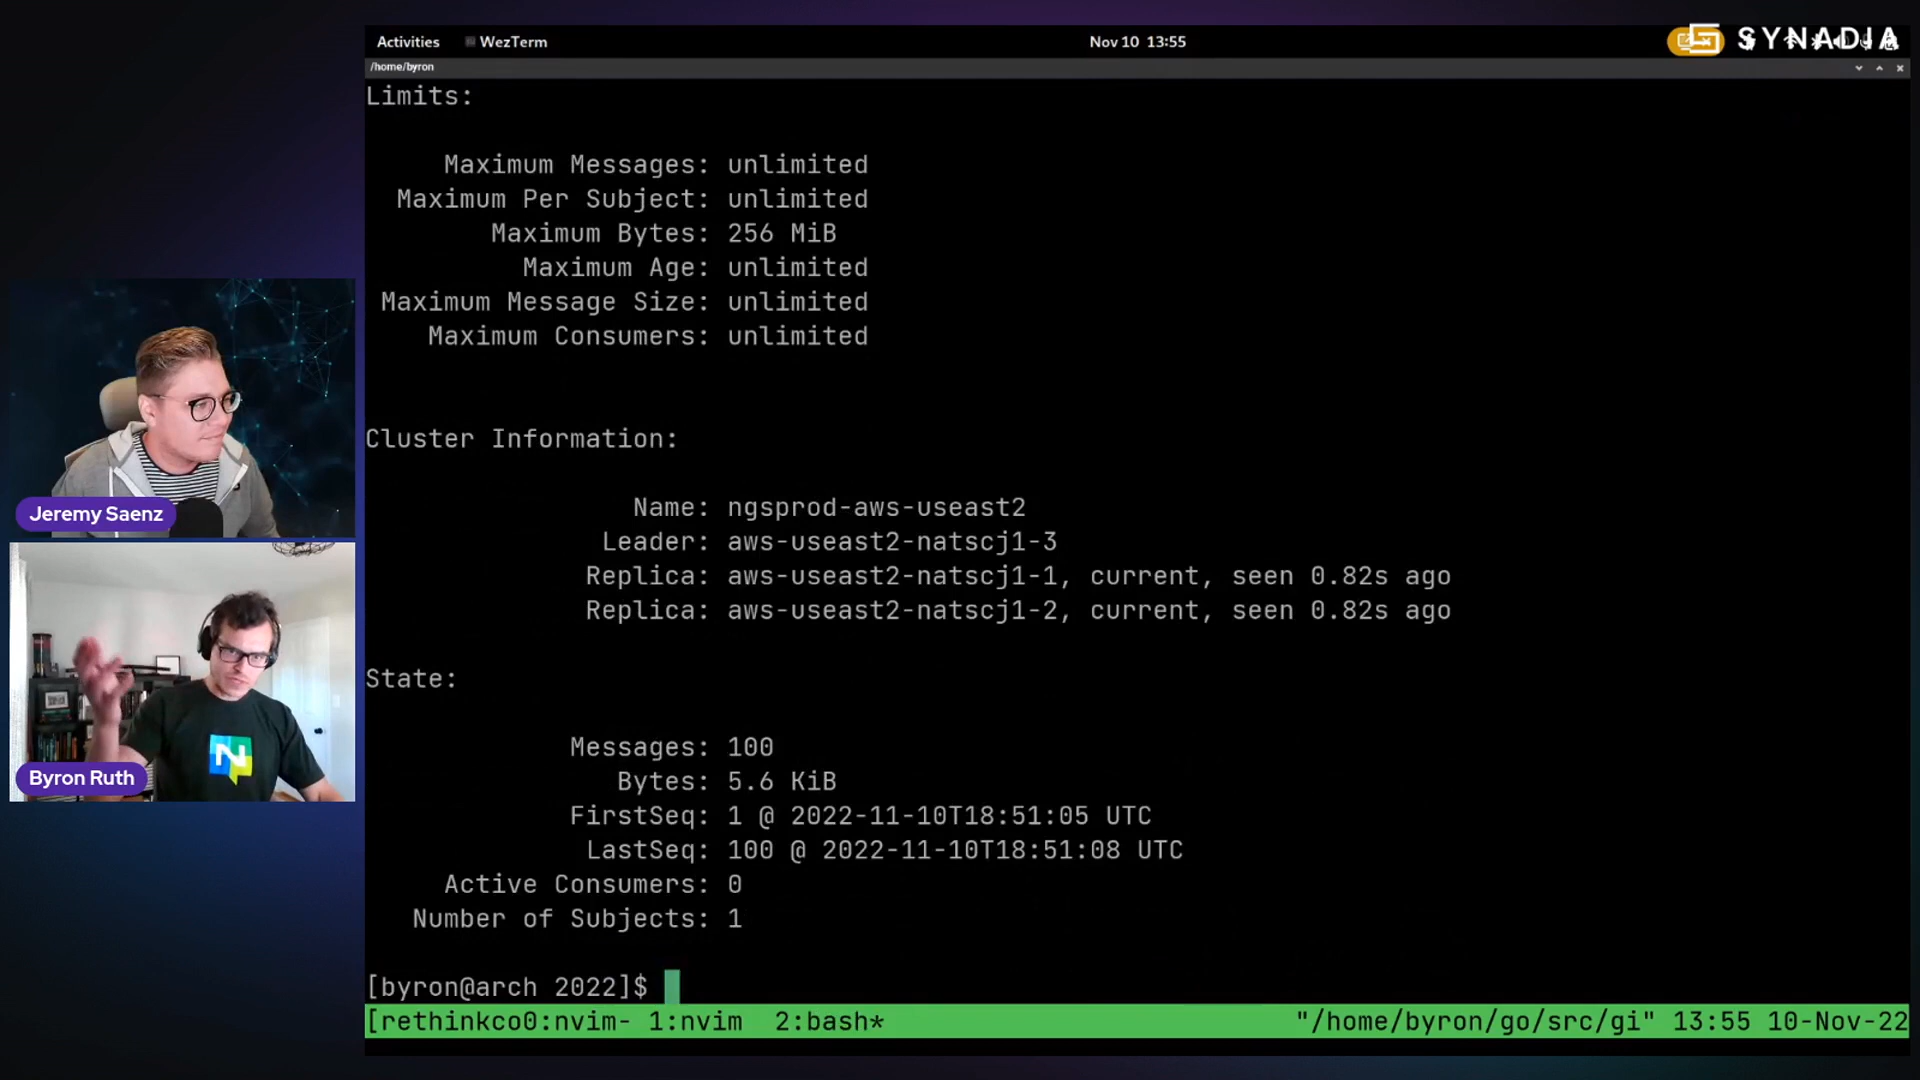 Activities WezTerm Nov 10 13:55 SYNADIA
/home/byron
Limits:
Maximum Messages: unlimited
Maximum Per Subject: unlimited
Maximum Bytes: 256 MiB
Maximum Age: unlimited
Maximum Message Size: unlimited
Maximum Consumers: unlimited
Cluster Information:
Name: ngsprod-aws-useast2
Leader: aws-useast2-natscj1-3
Replica: aws-useast2-natscj1-1, current, seen 0.82s ago
Replica: aws-useast2-natscj1-2, current, seen 0.82s ago
State:
Messages: 100
Bytes: 5.6 KiB
FirstSeq: 1 @ 2022-11-10T18:51:05 UTC
LastSeq: 100 @ 2022-11-10T18:51:08 UTC
Active Consumers: 0
Number of Subjects: 1
[byron@arch 2022]$
[rethinkco0:nvim- 1:nvim 2:bash* "/home/byron/go/src/gi" 13:55 10-Nov-22
Jeremy Saenz
Byron Ruth
N